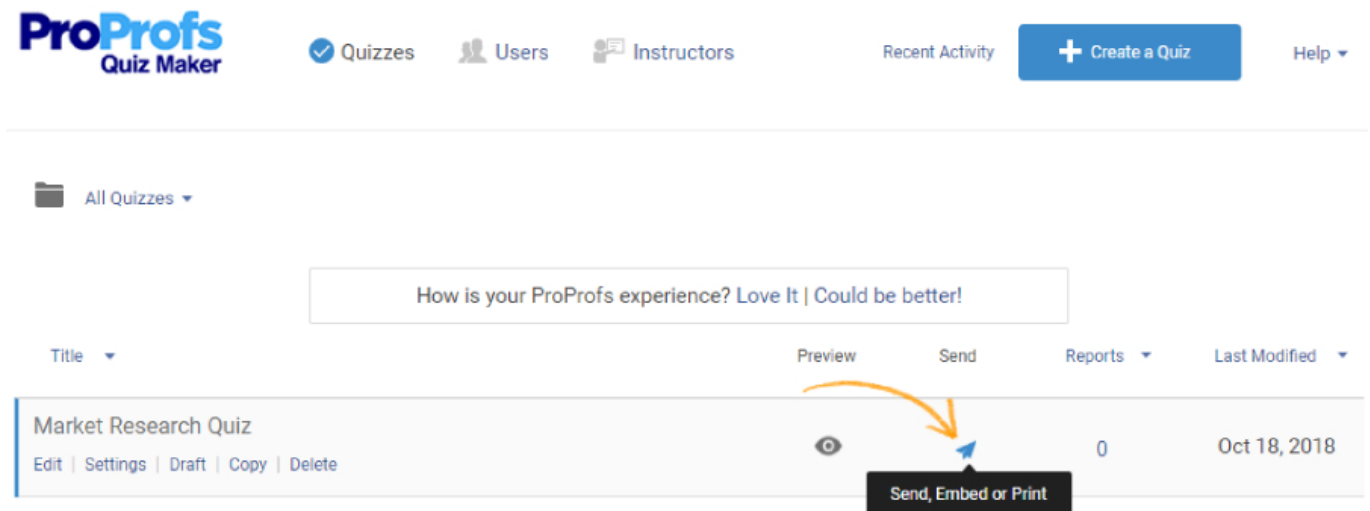 ProProfs
Quiz Maker
Quizzes Users Instructors Recent Activity Create a Quiz Help
All Quizzes
How is your ProProfs experience? Love It | Could be better!
Title Preview Send Reports Last Modified
Market Research Quiz
Edit | Settings | Draft | Copy | Delete
0 Oct 18, 2018
Send, Embed or Print